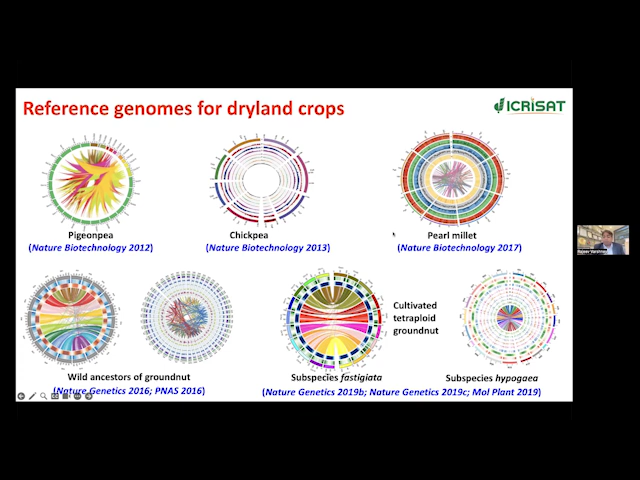 Reference genomes for dryland crops
ICRISAT
Pigeonpea
(Nature Biotechnology 2012)
Chickpea
(Nature Biotechnology 2013)
Pearl millet
(Nature Biotechnology 2017)
Cultivated
tetraploid
groundnut
Wild ancestors of groundnut
(Nature Genetics 2016; PNAS 2016)
Subspecies fastigiata
Subspecies hypogaea
(Nature Genetics 2019b; Nature Genetics 2019c; Mol Plant 2019)
Rajeev Varshney